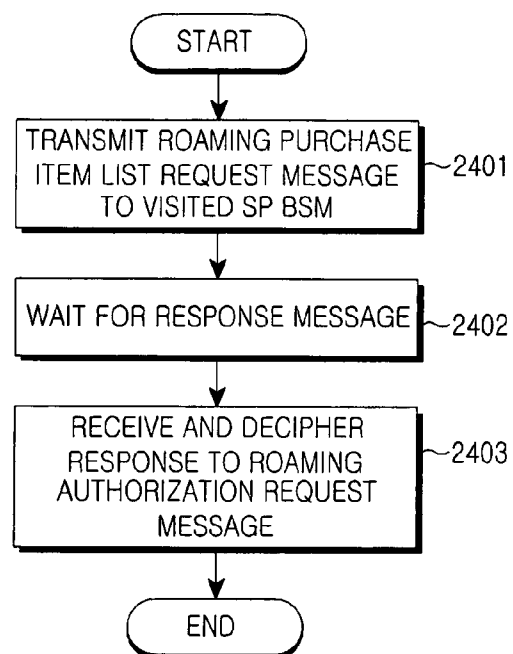 START
TRANSMIT ROAMING PURCHASE
ITEM LIST REQUEST MESSAGE
TO VISITED SP BSM
2401
WAIT FOR RESPONSE MESSAGE
2402
RECEIVE AND DECIPHER
RESPONSE TO ROAMING
AUTHORIZATION REQUEST
MESSAGE
2403
END